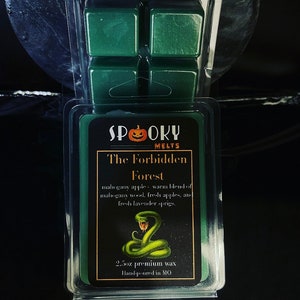 SPOOKY
MELTS
The Forbidden
Forest
mahogany apple - warm blend of
mahogany wood, fresh apples, and
fresh lavender sprigs.
2.5oz premium wax
Hand-poured in MO